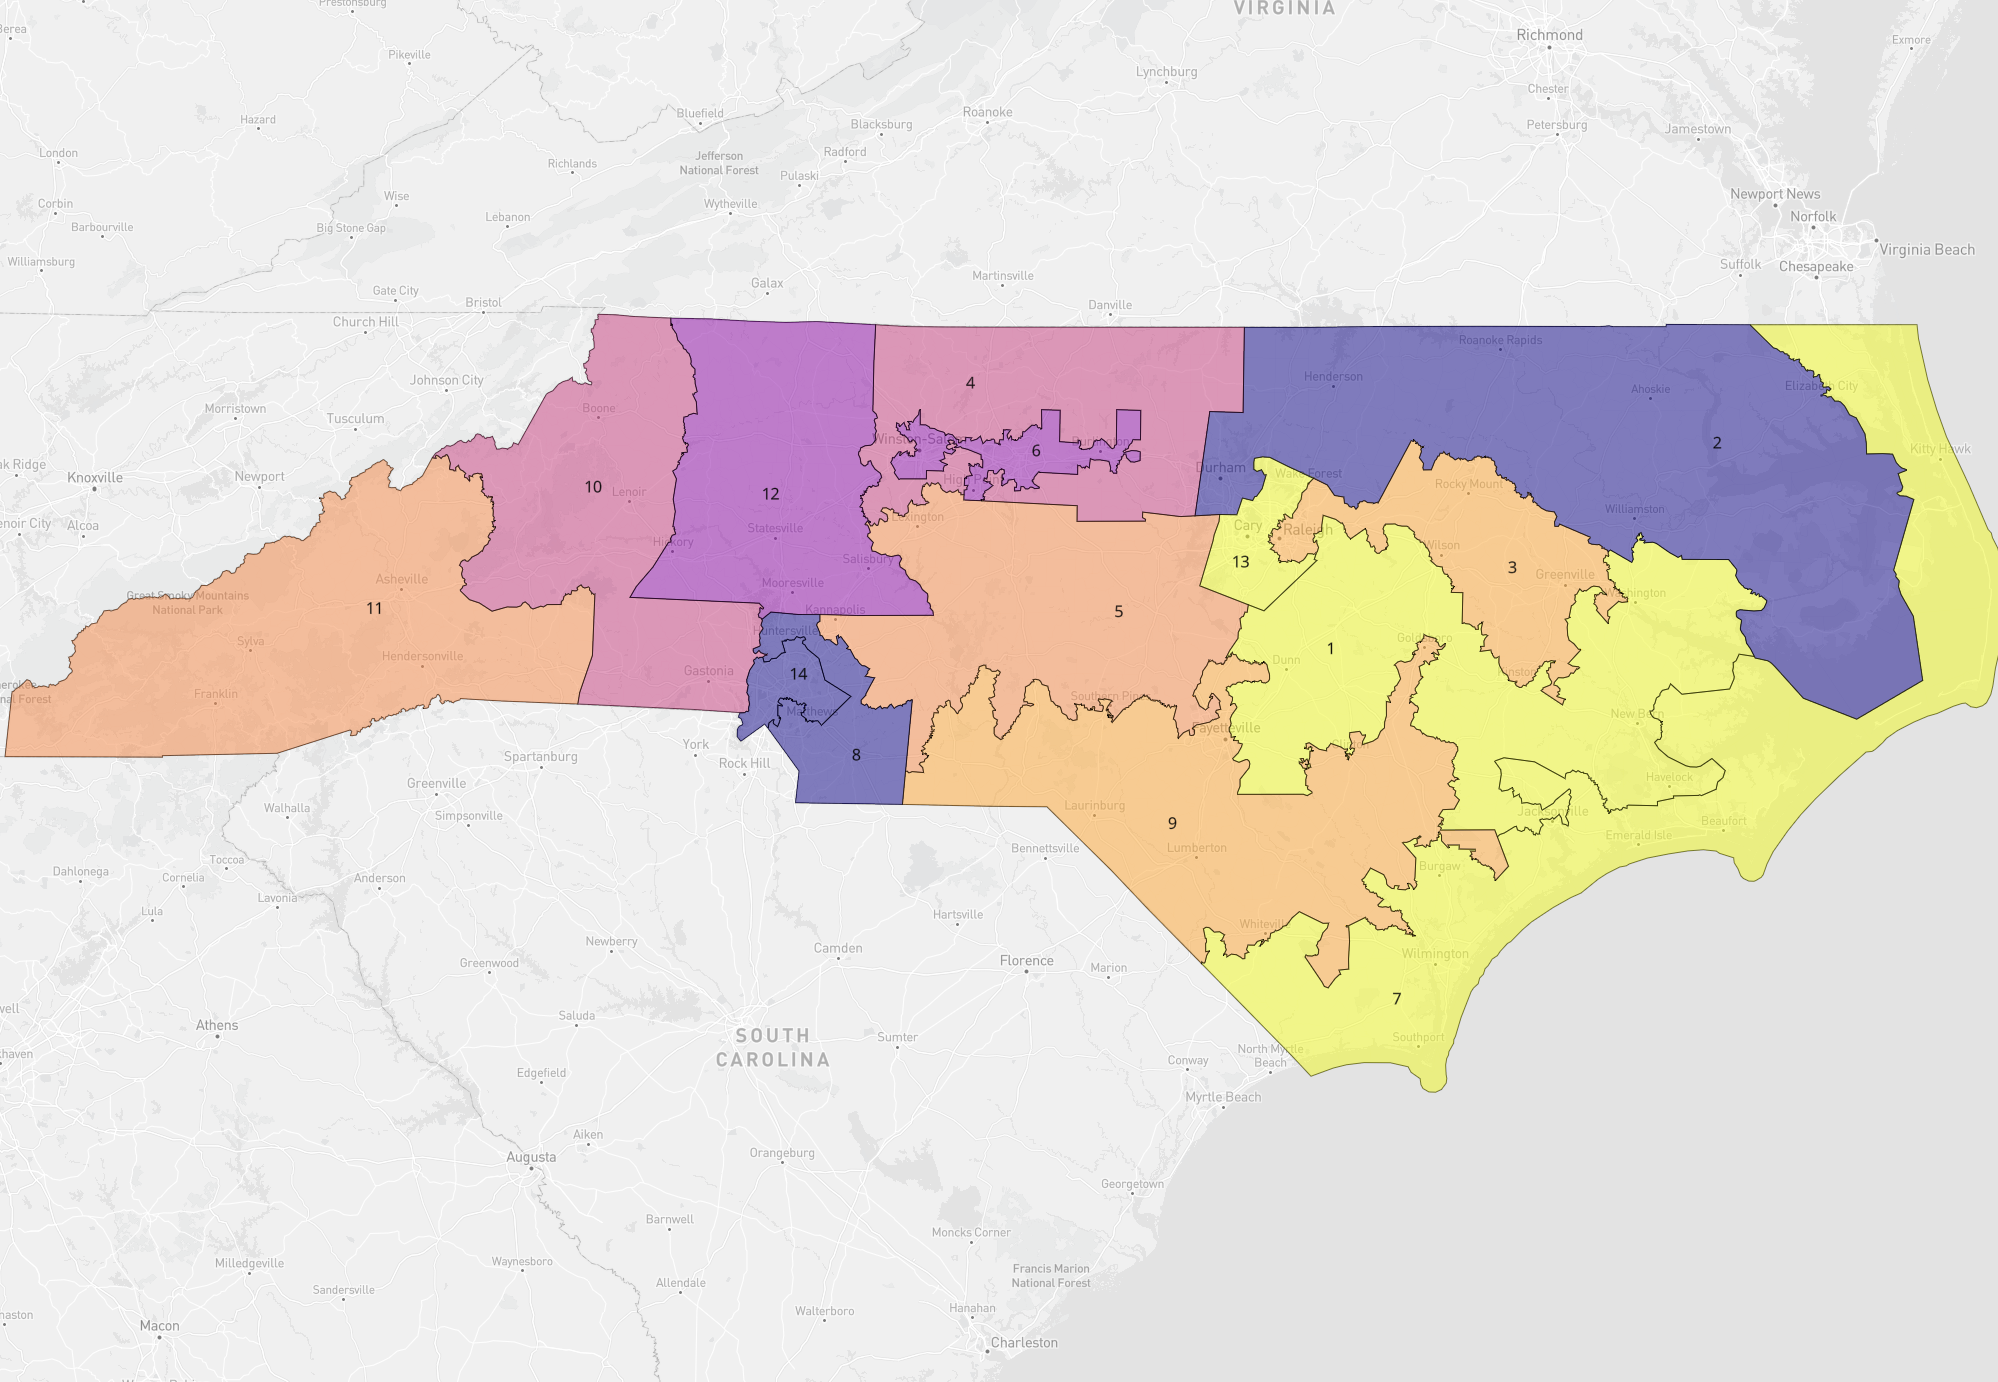 VIRGINIA
Prestonsburg
Berea
Richmond
Exmore
Pikeville
Lynchburg
Chester
Hazard
Bluefield
Roanoke
Blacksburg
Petersburg
Jamestown
London
Richlands
Jefferson
National Forest
Radford
Pulaski
Corbin
Wise
Wytheville
Newport News
Norfolk
Barbourville
Big Stone Gap
Lebanon
Virginia Beach
Williamsburg
Suffolk
Chesapeake
Galax
Martinsville
Gate City
Bristol
Danville
Church Hill
Roanoke Rapids
Johnson City
4
Henderson
Ahoskie
Elizabeth City
Morristown
Boone
Tusculum
Winston-Salem
Burlington
2
Kitty Hawk
6
ak Ridge
Knoxville
Newport
10
Lenoir
12
High Point
Durham
Wake Forest
Rocky Mount
enoir City
Alcoa
Statesville
Lexington
Cary
Raleigh
Williamston
Hickory
Salisbury
13
Wilson
3
Greenville
Asheville
Mooresville
Great Smoky Mountains
National Park
11
Kannapolis
5
Washington
Huntersville
Sylva
Hendersonville
Goldsboro
1
Dunn
Kinston
Gastonia
14
Franklin
Southern Pines
Matthews
New Bern
Fayetteville
York
Rock Hill
8
Clinton
Spartanburg
Greenville
Havelock
Walhalla
Simpsonville
Laurinburg
9
Jacksonville
Beaufort
Emerald Isle
Bennettsville
Lumberton
Burgaw
Toccoa
Dahlonega
Cornelia
Anderson
Lavonia
Lula
Hartsville
Whiteville
Newberry
Camden
Wilmington
Greenwood
Florence
Marion
7
well
Athens
Saluda
SOUTH
CAROLINA
Sumter
Southport
North Myrtle
Beach
Conway
Edgefield
Myrtle Beach
Aiken
Orangeburg
Augusta
Georgetown
Barnwell
Moncks Corner
Milledgeville
Waynesboro
Francis Marion
National Forest
Sandersville
Allendale
Walterboro
Hanahan
Macon
Charleston